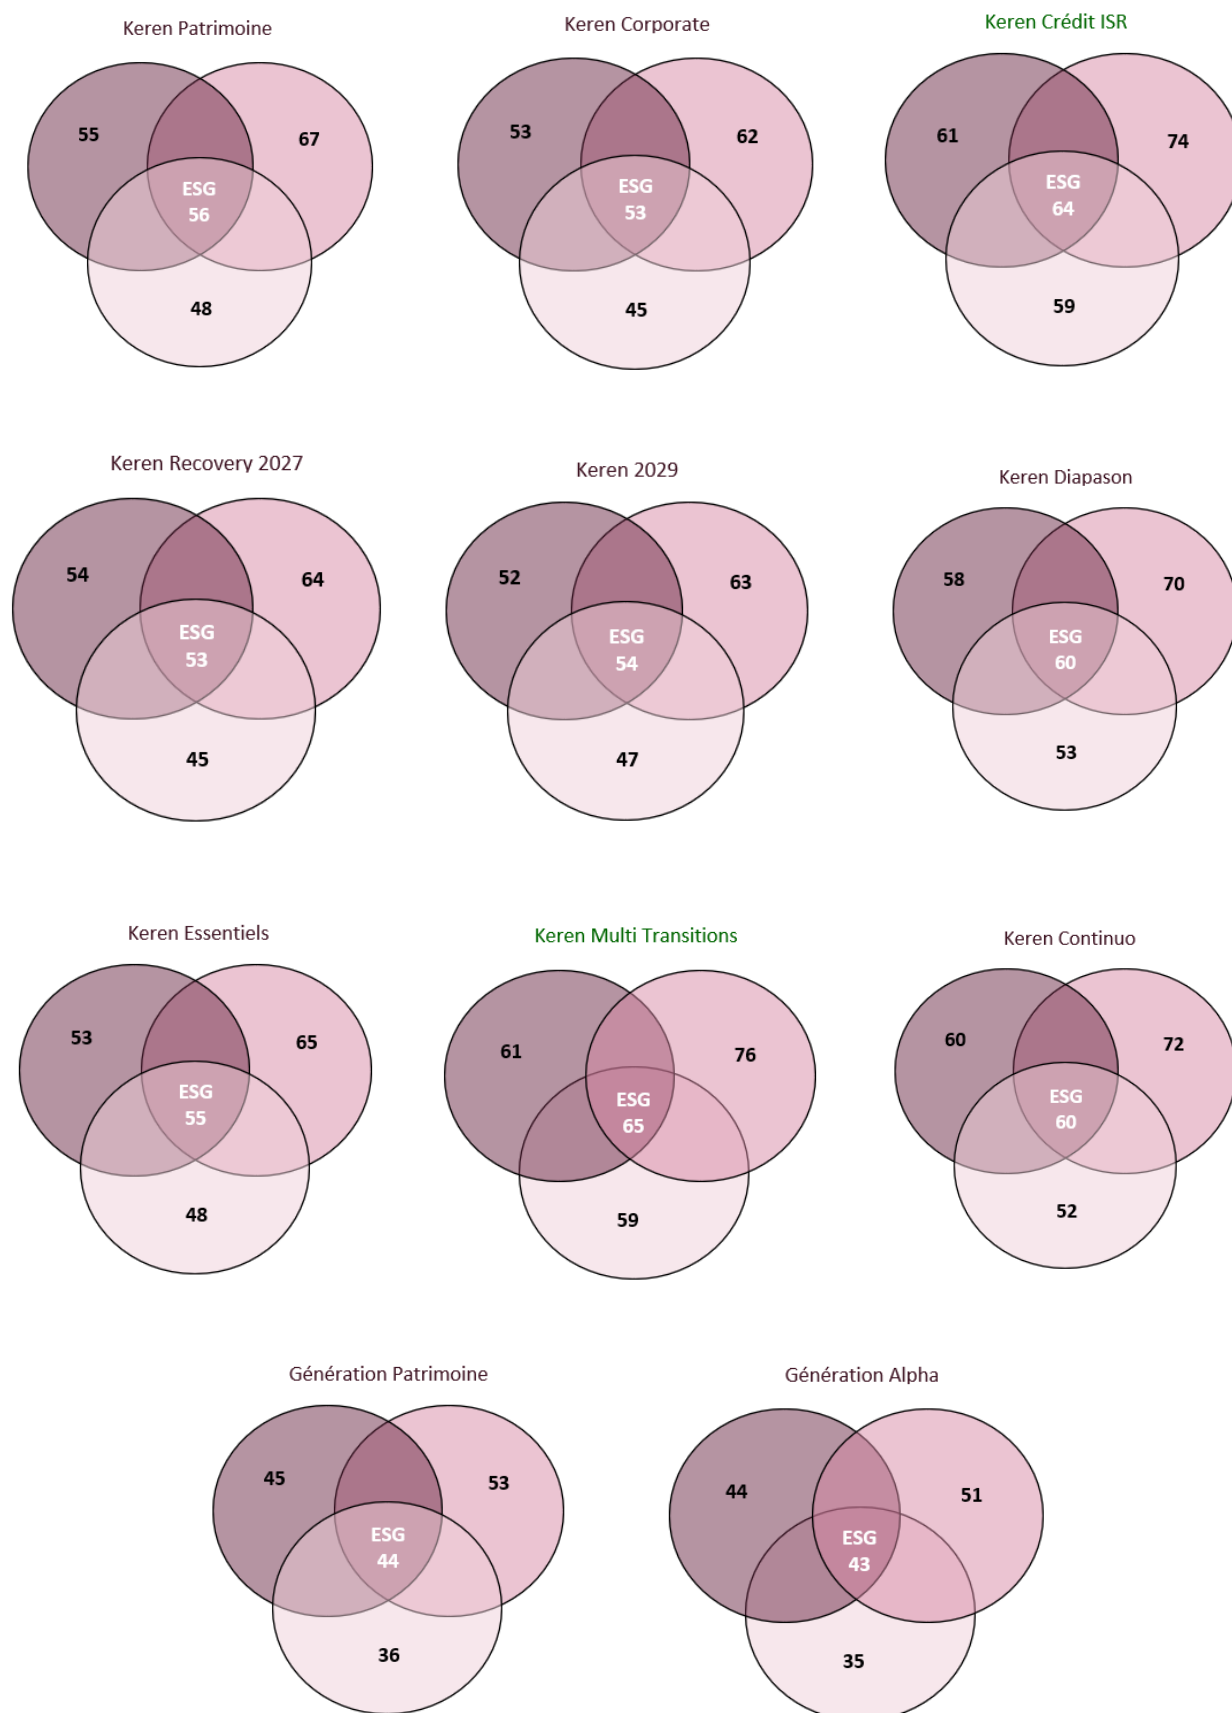 Keren Patrimoine
55
67
ESG
56
48
Keren Corporate
53
62
ESG
53
45
Keren Crédit ISR
61
74
ESG
64
59
Keren Recovery 2027
54
64
ESG
53
45
Keren 2029
52
63
ESG
54
47
Keren Diapason
58
70
ESG
60
53
Keren Essentiels
53
65
ESG
55
48
Keren Multi Transitions
61
76
ESG
65
59
Keren Continuo
60
72
ESG
60
52
Génération Patrimoine
45
53
ESG
44
36
Génération Alpha
44
51
ESG
43
35